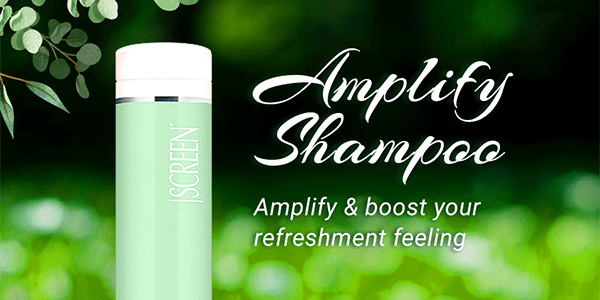 |SCREEN
Amplify
Shampoo
Amplify & boost your
refreshment feeling